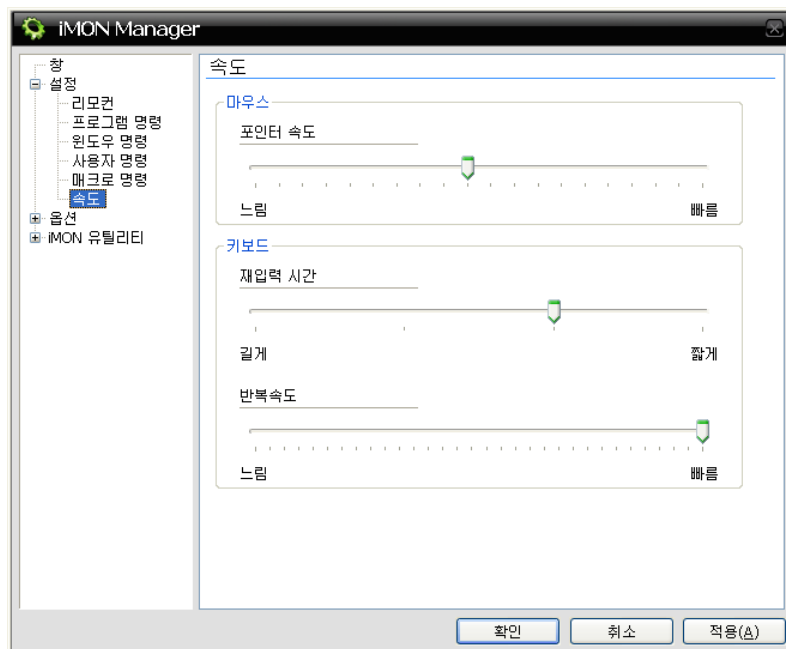 iMON Manager
창
설정
리모컨
프로그램 명령
윈도우 명령
사용자 명령
매크로 명령
속도
옵션
iMON 유틸리티
속도
마우스
포인터 속도
느림 빠름
키보드
재입력 시간
길게 짧게
반복속도
느림 빠름
확인 취소 적용(A)